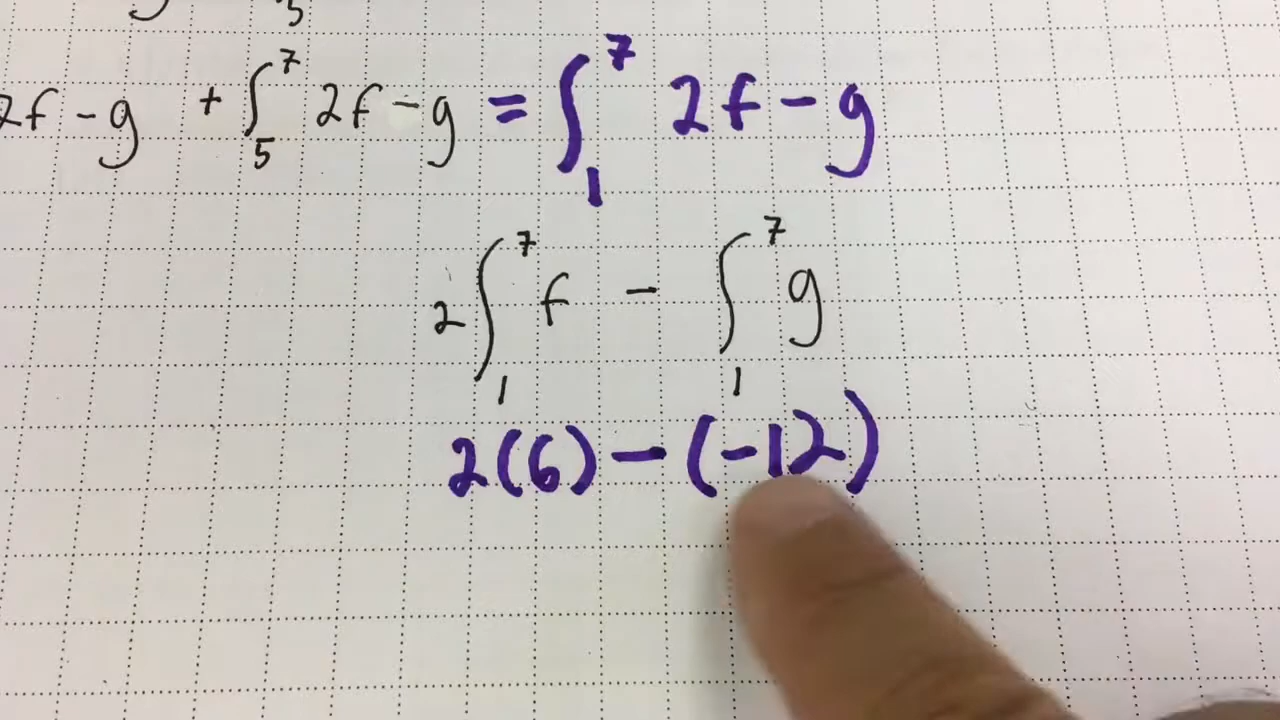 2f - g + ∫₅⁷ 2f - g = ∫₁⁷ 2f - g
2 ∫₁⁷ f - ∫₁⁷ g
2(6) - (-12)